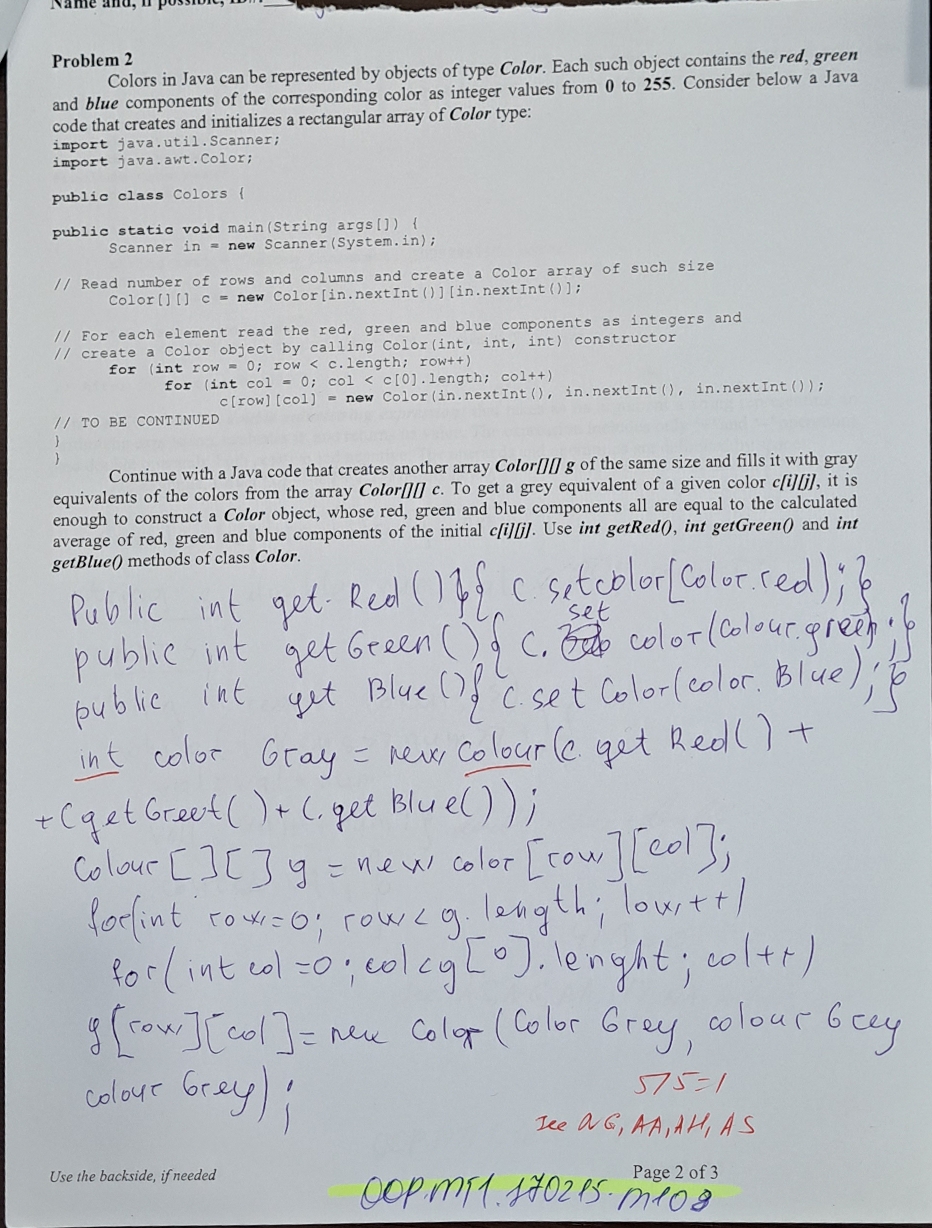 Name and, if possible, ID#:
Problem 2
Colors in Java can be represented by objects of type Color. Each such object contains the red, green
and blue components of the corresponding color as integer values from 0 to 255. Consider below a Java
code that creates and initializes a rectangular array of Color type:
import java.util.Scanner;
import java.awt.Color;
public class Colors {
public static void main(String args[]) {
Scanner in = new Scanner(System.in);
// Read number of rows and columns and create a Color array of such size
Color[][] c = new Color[in.nextInt()][in.nextInt()];
// For each element read the red, green and blue components as integers and
// create a Color object by calling Color(int, int, int) constructor
for (int row = 0; row < c.length; row++)
for (int col = 0; col < c[0].length; col++)
c[row][col] = new Color(in.nextInt(), in.nextInt(), in.nextInt());
// TO BE CONTINUED
}
}
Continue with a Java code that creates another array Color[][] g of the same size and fills it with gray
equivalents of the colors from the array Color[][] c. To get a grey equivalent of a given color c[i][j], it is
enough to construct a Color object, whose red, green and blue components all are equal to the calculated
average of red, green and blue components of the initial c[i][j]. Use int getRed(), int getGreen() and int
getBlue() methods of class Color.
Public int get Red () { c. setcolor[Color.red); }
set
public int get Green () { c. color(Colour.green; }
public int get Blue () { c. set Color(color. Blue); }
int color Gray = new Colour(c. get Red() +
+ C get Greet() + C. get Blue());
Colour [ ] [ ] g = new color [row] [col];
for(int row=0; row < g. length; low++)
for(int col=0; col<g[0].lenght; col++)
g[row][col]= new Color (Color Grey, colour Grey
colour Grey);
575=1
See AG, AA, AH, AS
Use the backside, if needed
Page 2 of 3
OOP.MT1.170215.M108